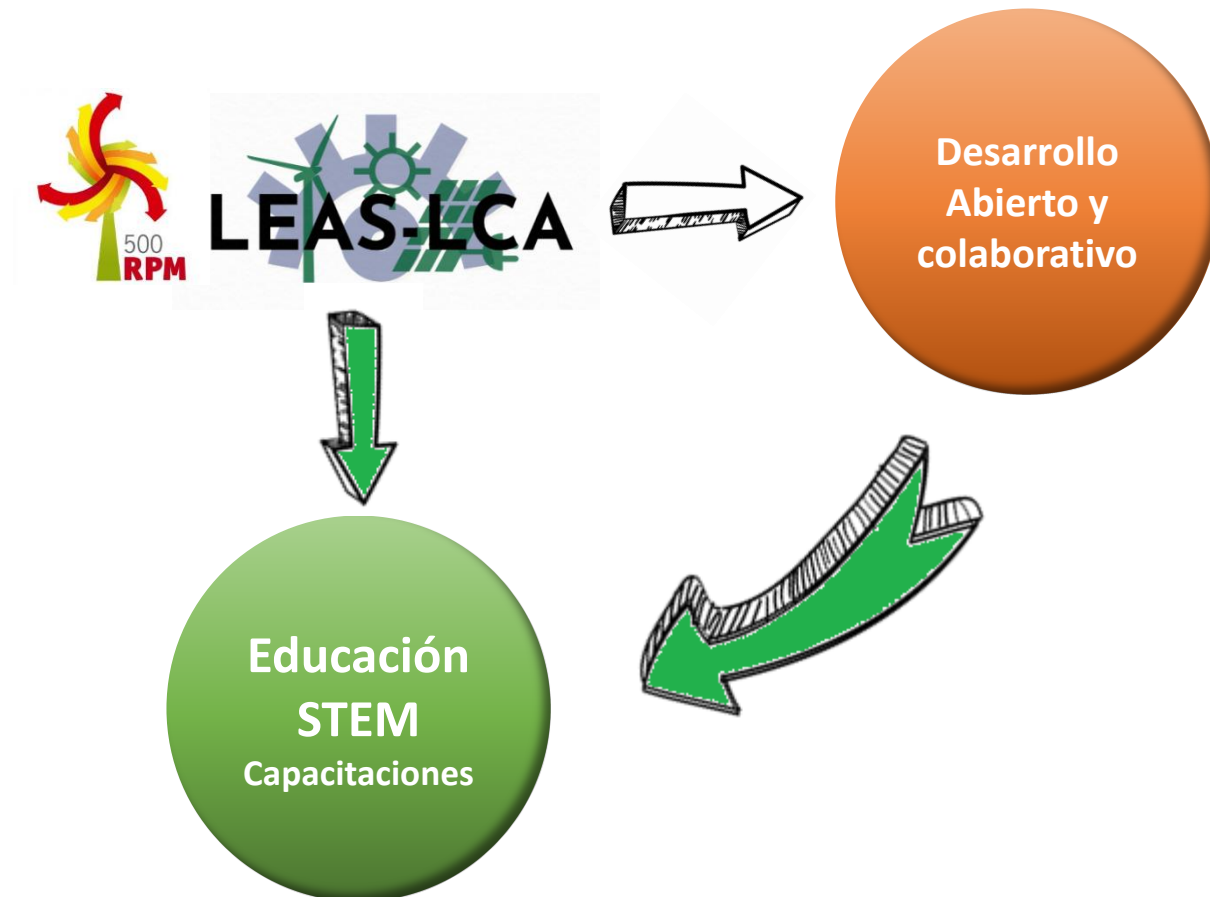 500
RPM
LEAS-LCA
Desarrollo
Abierto y
colaborativo
Educación
STEM
Capacitaciones